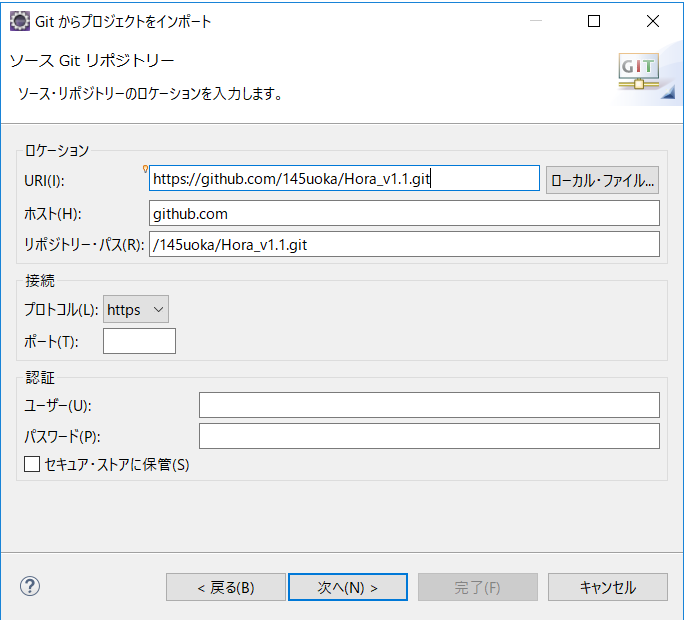 Git からプロジェクトをインポート
ソース Git リポジトリー
ソース・リポジトリーのロケーションを入力します。
GIT
ロケーション
URI(I): https://github.com/145uoka/Hora_v1.1.git ローカル・ファイル...
ホスト(H): github.com
リポジトリー・パス(R): /145uoka/Hora_v1.1.git
接続
プロトコル(L): https
ポート(T):
認証
ユーザー(U):
パスワード(P):
セキュア・ストアに保管(S)
? < 戻る(B) 次へ(N) > 完了(F) キャンセル